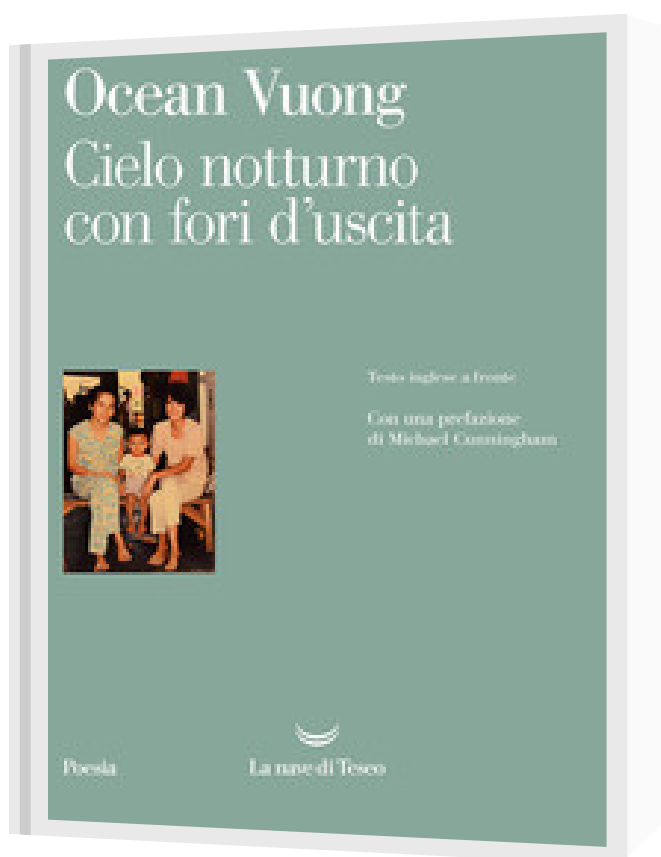 Ocean Vuong
Cielo notturno
con fori d'uscita
Testo inglese a fronte
Con una prefazione
di Michael Cunningham
Poesia
La nave di Teseo